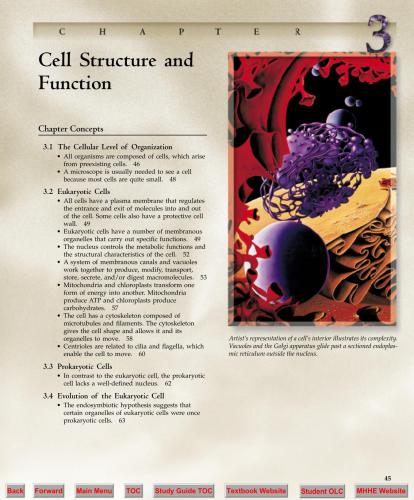 C H A P T E R 3
Cell Structure and
Function
Chapter Concepts
3.1 The Cellular Level of Organization
• All organisms are composed of cells, which arise
from preexisting cells. 46
• A microscope is usually needed to see a cell
because most cells are quite small. 48
3.2 Eukaryotic Cells
• All cells have a plasma membrane that regulates
the entrance and exit of molecules into and out
of the cell. Some cells also have a protective cell
wall. 49
• Eukaryotic cells have a number of membranous
organelles that carry out specific functions. 49
• The nucleus controls the metabolic functions and
the structural characteristics of the cell. 52
• A system of membranous canals and vacuoles
work together to produce, modify, transport,
store, secrete, and/or digest macromolecules. 53
• Mitochondria and chloroplasts transform one
form of energy into another. Mitochondria
produce ATP and chloroplasts produce
carbohydrates. 57
• The cell has a cytoskeleton composed of
microtubules and filaments. The cytoskeleton
gives the cell shape and allows it and its
organelles to move. 58
• Centrioles are related to cilia and flagella, which
enable the cell to move. 60
3.3 Prokaryotic Cells
• In contrast to the eukaryotic cell, the prokaryotic
cell lacks a well-defined nucleus. 62
3.4 Evolution of the Eukaryotic Cell
• The endosymbiotic hypothesis suggests that
certain organelles of eukaryotic cells were once
prokaryotic cells. 63
Artist's representation of a cell's interior illustrates its complexity.
Vacuoles and the Golgi apparatus glide past a sectioned endoplas-
mic reticulum outside the nucleus.
45
Back Forward Main Menu TOC Study Guide TOC Textbook Website Student OLC MHHE Website